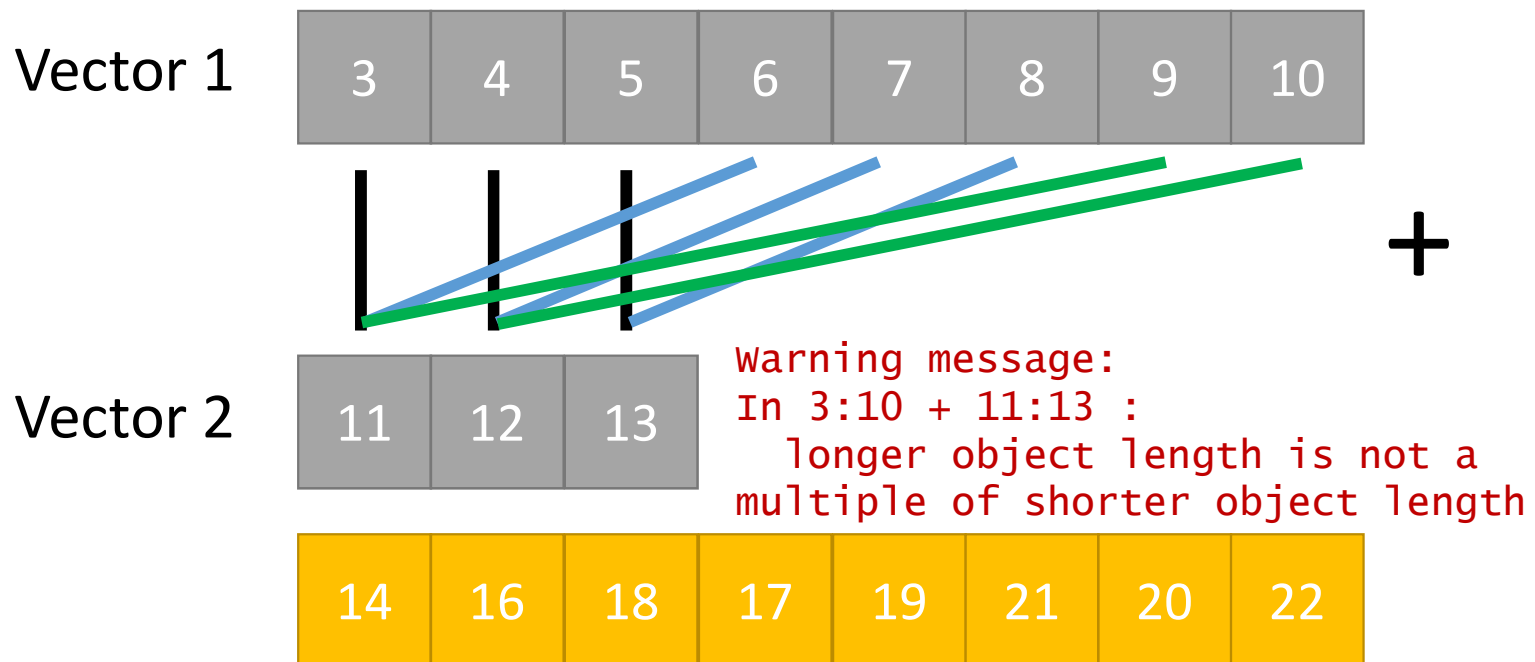 Vector 1 3 4 5 6 7 8 9 10
+
Vector 2 11 12 13
Warning message:
In 3:10 + 11:13 :
longer object length is not a
multiple of shorter object length
14 16 18 17 19 21 20 22